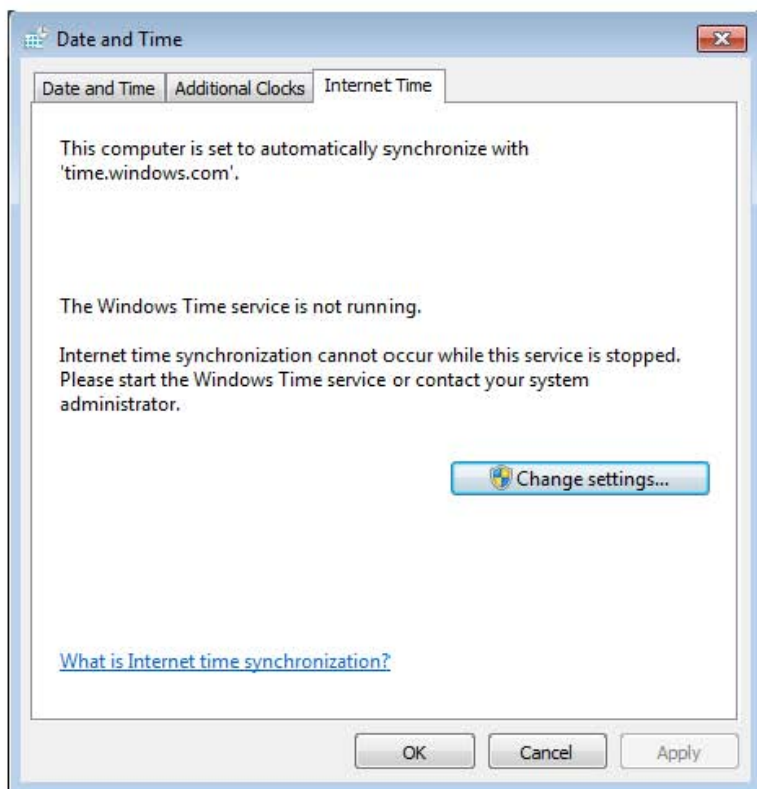 Date and Time
Date and Time
Additional Clocks
Internet Time
This computer is set to automatically synchronize with
'time.windows.com'.
The Windows Time service is not running.
Internet time synchronization cannot occur while this service is stopped.
Please start the Windows Time service or contact your system
administrator.
Change settings...
What is Internet time synchronization?
OK
Cancel
Apply